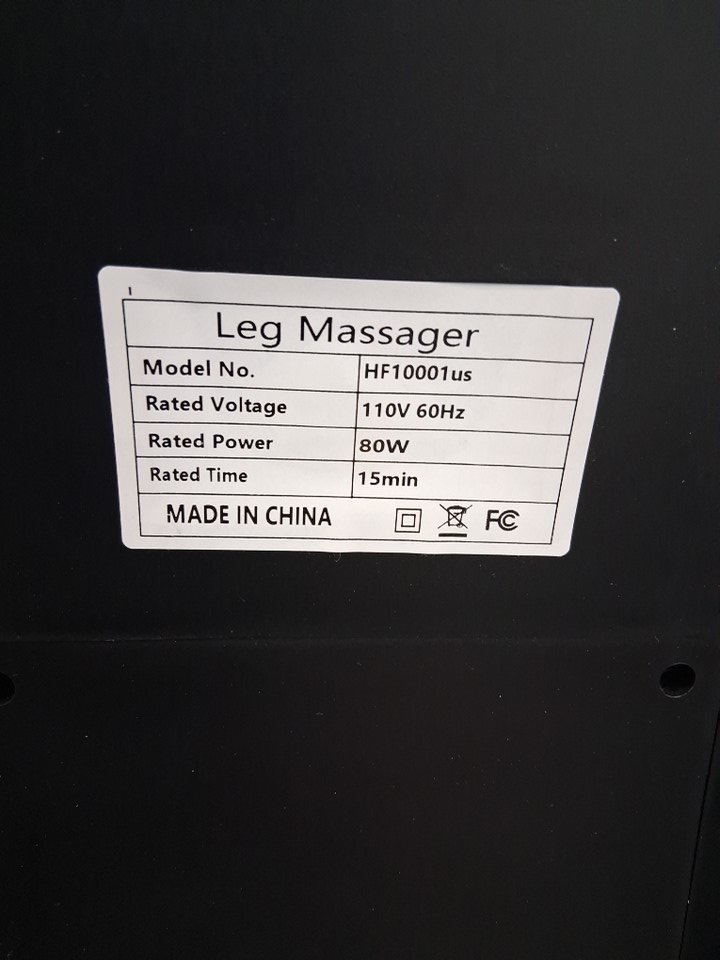 Leg Massager
Model No. HF10001us
Rated Voltage 110V 60Hz
Rated Power 80W
Rated Time 15min
MADE IN CHINA FC